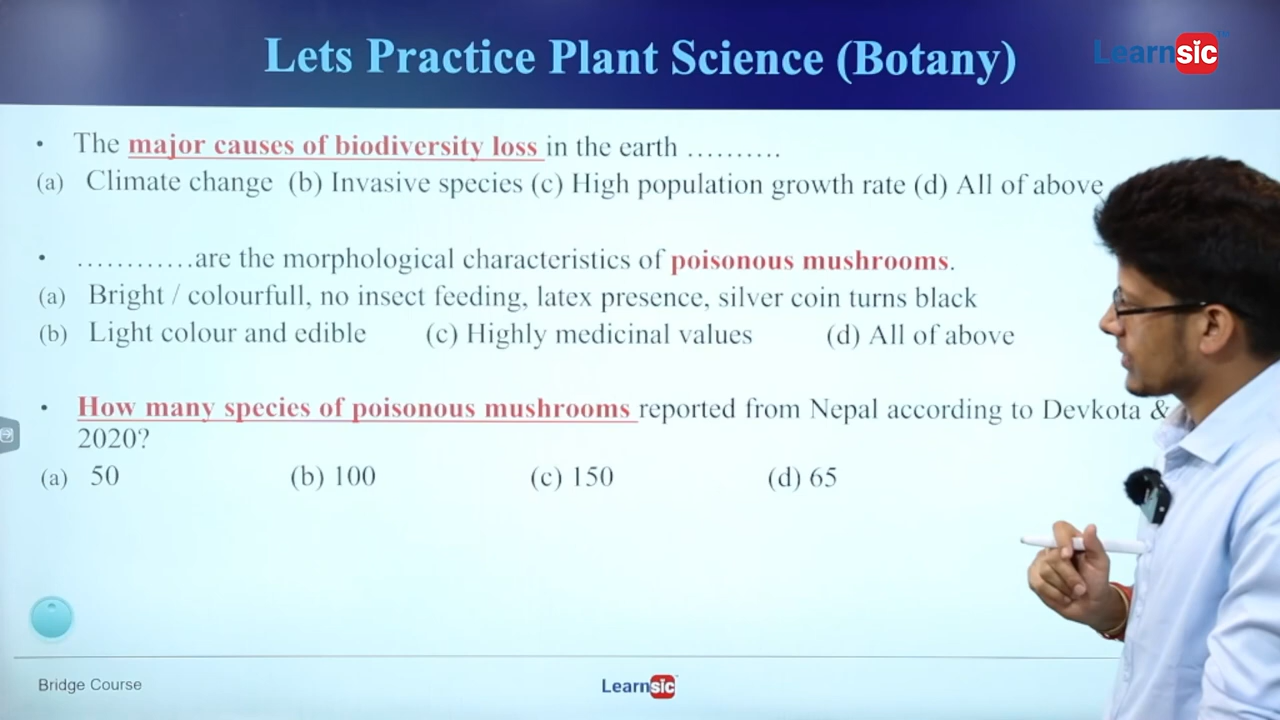 Lets Practice Plant Science (Botany)
Learnsic™
• The major causes of biodiversity loss in the earth ..........
(a) Climate change (b) Invasive species (c) High population growth rate (d) All of above
• ............are the morphological characteristics of poisonous mushrooms.
(a) Bright / colourfull, no insect feeding, latex presence, silver coin turns black
(b) Light colour and edible (c) Highly medicinal values (d) All of above
• How many species of poisonous mushrooms reported from Nepal according to Devkota &
2020?
(a) 50 (b) 100 (c) 150 (d) 65
Bridge Course
Learnsic